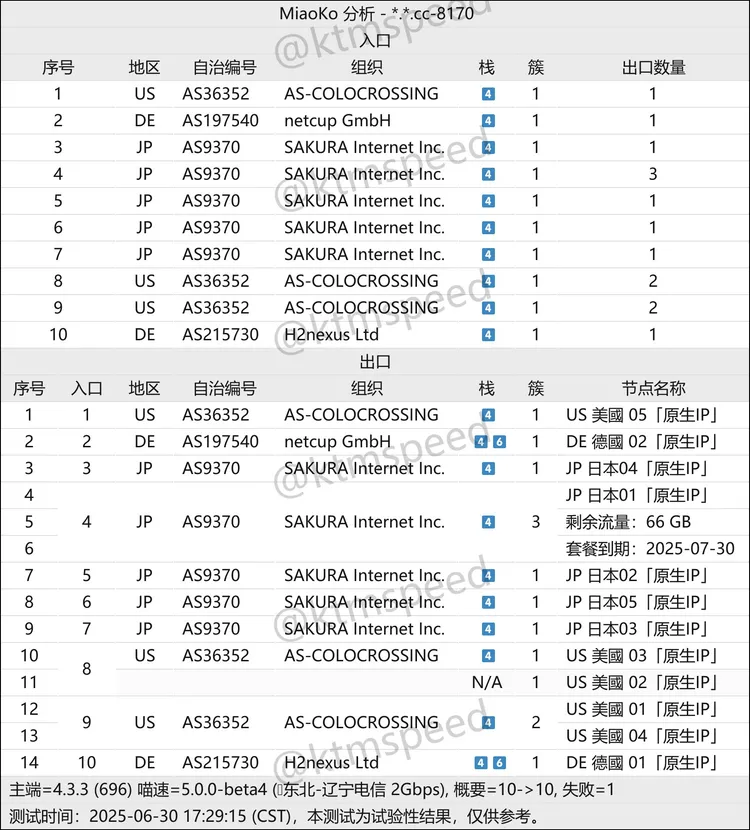 MiaoKo 分析 - *.*.cc-8170
入口
序号 地区 自治编号 组织 栈 簇 出口数量
1 US AS36352 AS-COLOCROSSING 4 1 1
2 DE AS197540 netcup GmbH 4 1 1
3 JP AS9370 SAKURA Internet Inc. 4 1 1
4 JP AS9370 SAKURA Internet Inc. 4 1 3
5 JP AS9370 SAKURA Internet Inc. 4 1 1
6 JP AS9370 SAKURA Internet Inc. 4 1 1
7 JP AS9370 SAKURA Internet Inc. 4 1 1
8 US AS36352 AS-COLOCROSSING 4 1 2
9 US AS36352 AS-COLOCROSSING 4 1 2
10 DE AS215730 H2nexus Ltd 4 1 1
出口
序号 入口 地区 自治编号 组织 栈 簇 节点名称
1 1 US AS36352 AS-COLOCROSSING 4 1 US 美國 05「原生IP」
2 2 DE AS197540 netcup GmbH 4 6 1 DE 德國 02「原生IP」
3 3 JP AS9370 SAKURA Internet Inc. 4 1 JP 日本04「原生IP」
4 JP 日本01「原生IP」
5 4 JP AS9370 SAKURA Internet Inc. 4 3 剩余流量：66 GB
6 套餐到期：2025-07-30
7 5 JP AS9370 SAKURA Internet Inc. 4 1 JP 日本02「原生IP」
8 6 JP AS9370 SAKURA Internet Inc. 4 1 JP 日本05「原生IP」
9 7 JP AS9370 SAKURA Internet Inc. 4 1 JP 日本03「原生IP」
10 8 US AS36352 AS-COLOCROSSING 4 1 US 美國 03「原生IP」
11 N/A 1 US 美國 02「原生IP」
12 9 US AS36352 AS-COLOCROSSING 4 2 US 美國 01「原生IP」
13 US 美國 04「原生IP」
14 10 DE AS215730 H2nexus Ltd 4 6 1 DE 德國 01「原生IP」
主端=4.3.3 (696) 喵速=5.0.0-beta4 (东北-辽宁电信 2Gbps), 概要=10->10, 失败=1
测试时间：2025-06-30 17:29:15 (CST)，本测试为试验性结果，仅供参考。
@ktmspeed
@ktmspeed
@ktmspeed
@ktmspeed
@ktmspeed
@ktmspeed